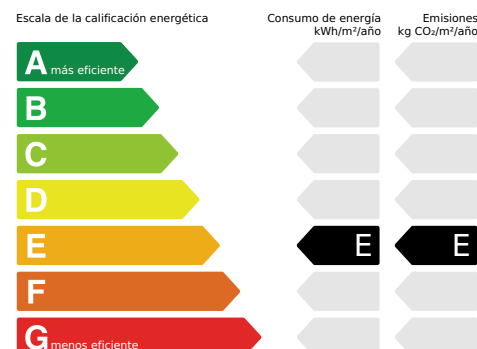 Escala de la calificación energética
Consumo de energía
kWh/m²/año
Emisiones
kg CO₂/m²/año
A más eficiente
B
C
D
E E E
F
G menos eficiente